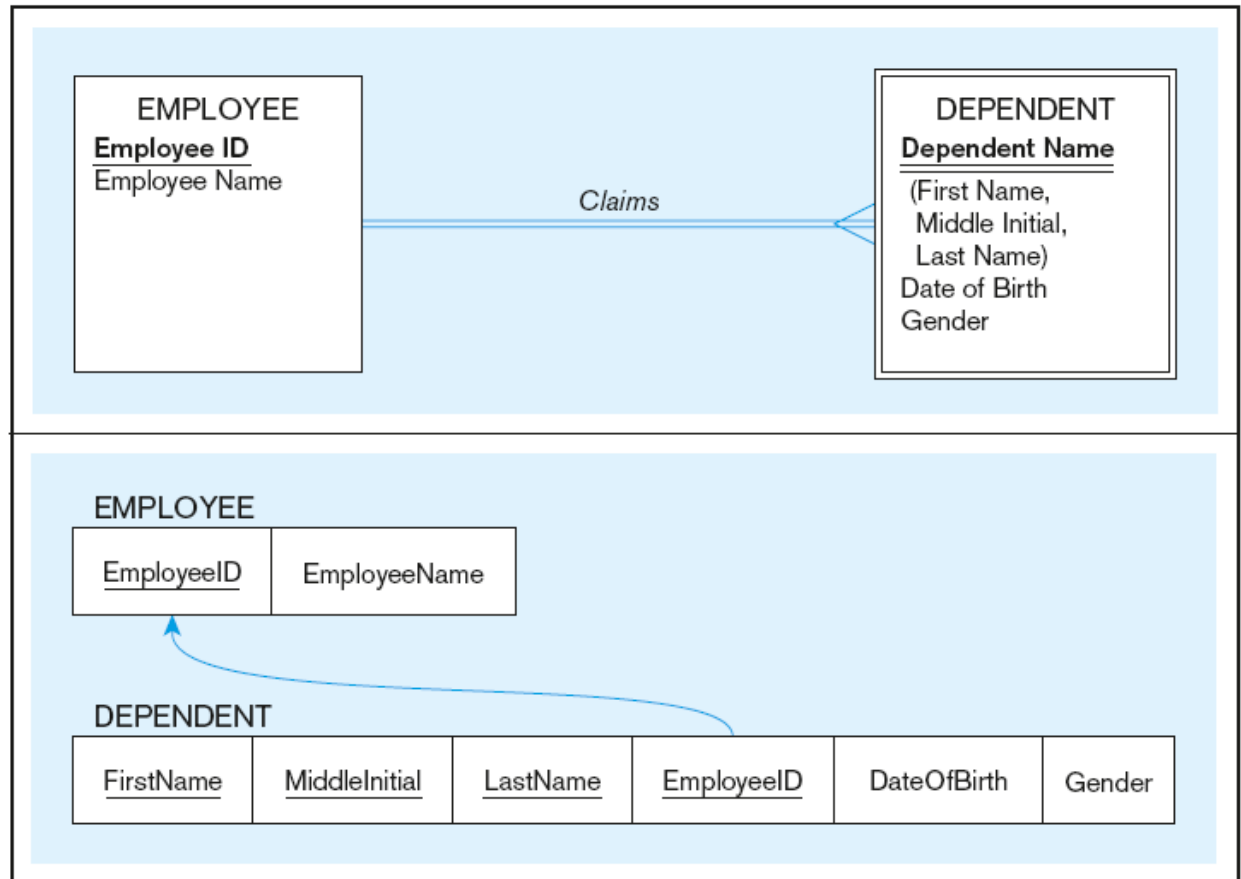 EMPLOYEE
Employee ID
Employee Name
Claims
DEPENDENT
Dependent Name
(First Name,
Middle Initial,
Last Name)
Date of Birth
Gender
EMPLOYEE
EmployeeID
EmployeeName
DEPENDENT
FirstName
MiddleInitial
LastName
EmployeeID
DateOfBirth
Gender